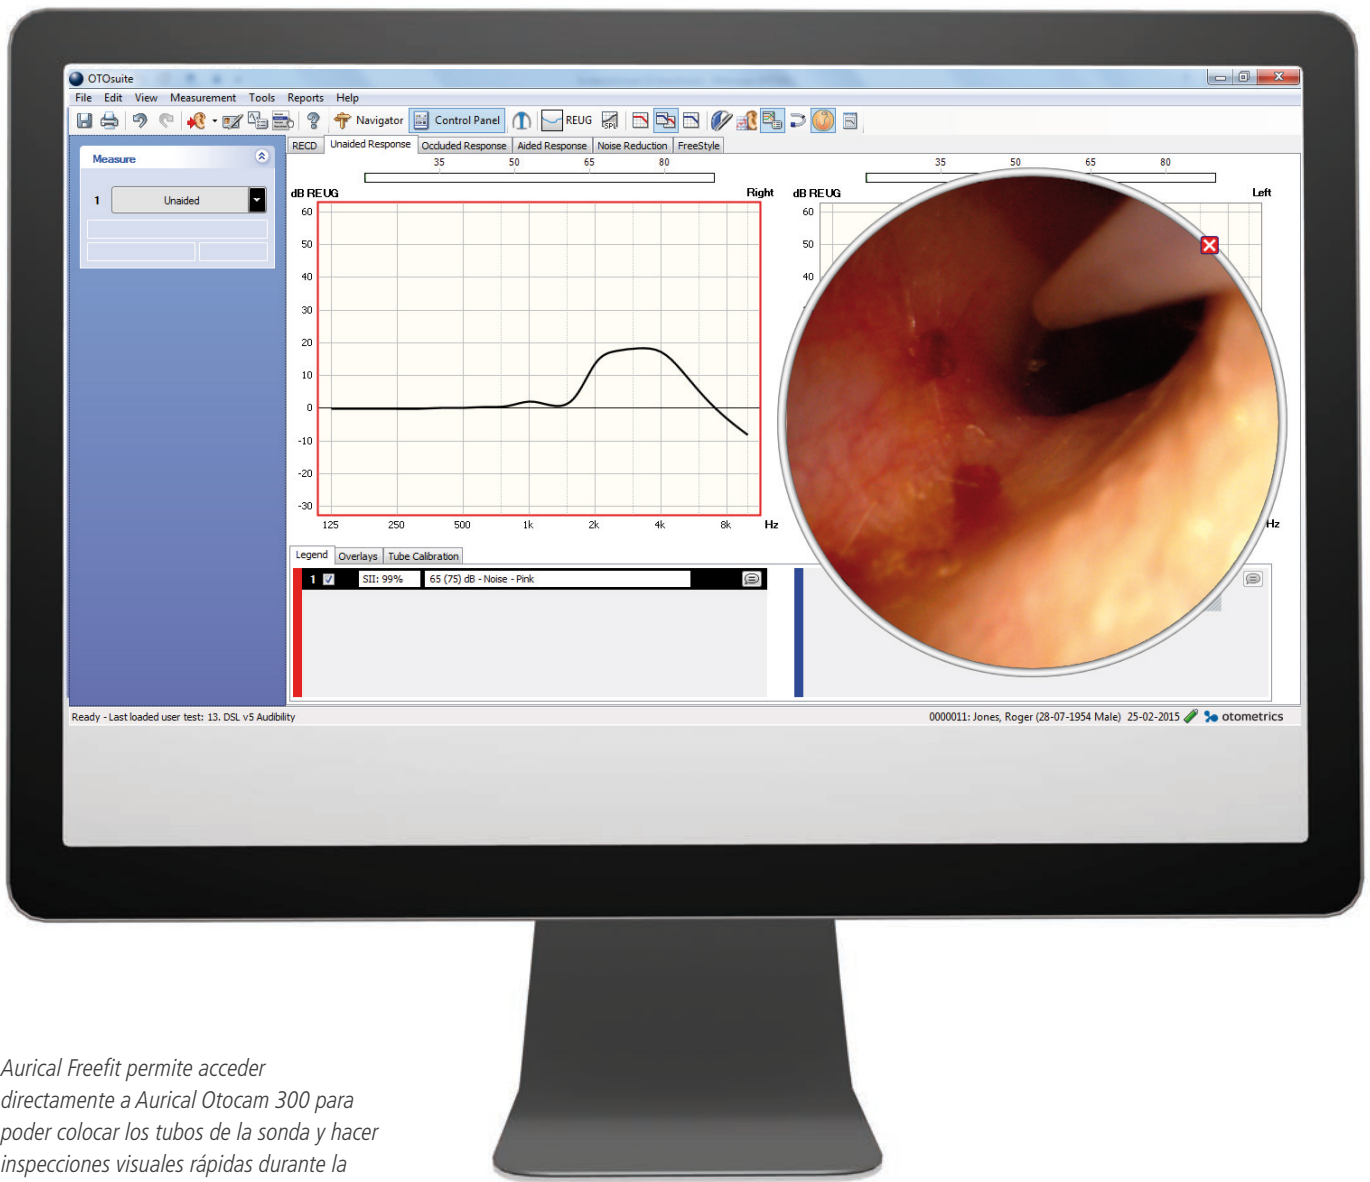 OTOsuite
File Edit View Measurement Tools Reports Help
Navigator Control Panel REUG SPL
RECD Unaided Response Occluded Response Aided Response Noise Reduction FreeStyle
Measure
1 Unaided
35 50 65 80
dB REUG Right
60
50
40
30
20
10
0
-10
-20
-30
125 250 500 1k 2k 4k 8k Hz
35 50 65 80
dB REUG Left
60
50
40
Hz
Legend Overlays Tube Calibration
1 SII: 99% 65 (75) dB - Noise - Pink
Ready - Last loaded user test: 13. DSL v5 Audibility
0000011: Jones, Roger (28-07-1954 Male) 25-02-2015 otometrics
Aurical Freefit permite acceder
directamente a Aurical Otocam 300 para
poder colocar los tubos de la sonda y hacer
inspecciones visuales rápidas durante la